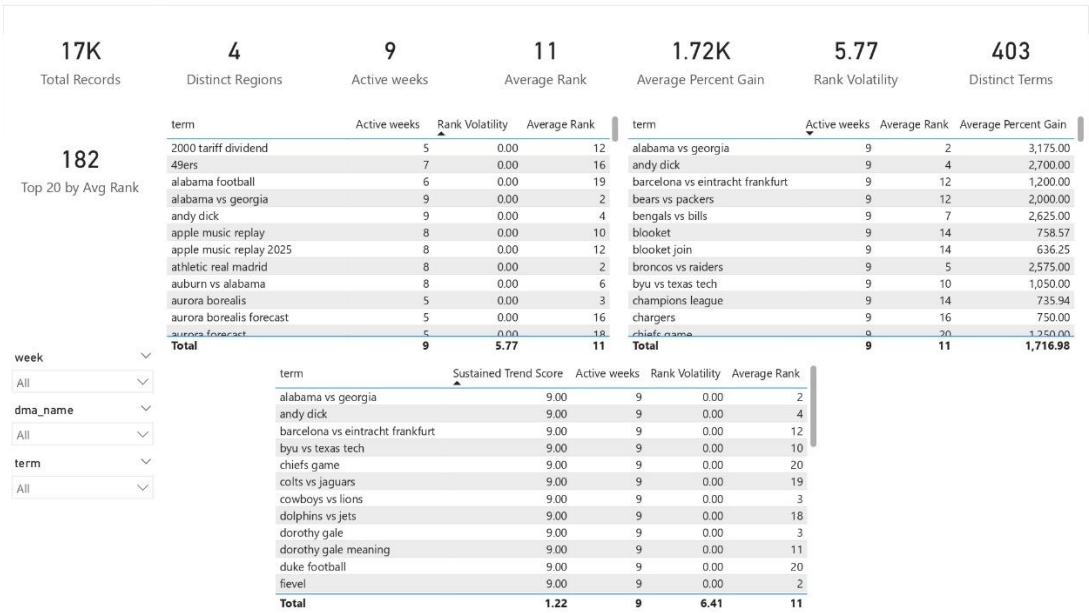 17K 4 9 11 1.72K 5.77 403
Total Records Distinct Regions Active weeks Average Rank Average Percent Gain Rank Volatility Distinct Terms
182
Top 20 by Avg Rank
term Active weeks Rank Volatility Average Rank
2000 tariff dividend 5 0.00 12
49ers 7 0.00 16
alabama football 6 0.00 19
alabama vs georgia 9 0.00 2
andy dick 9 0.00 4
apple music replay 8 0.00 10
apple music replay 2025 8 0.00 12
athletic real madrid 8 0.00 2
auburn vs alabama 8 0.00 6
aurora borealis 5 0.00 3
aurora borealis forecast 5 0.00 16
aurora forecast 5 0.00 18
Total 9 5.77 11
term Active weeks Average Rank Average Percent Gain
alabama vs georgia 9 2 3,175.00
andy dick 9 4 2,700.00
barcelona vs eintracht frankfurt 9 12 1,200.00
bears vs packers 9 12 2,000.00
bengals vs bills 9 7 2,625.00
blooket 9 14 758.57
blooket join 9 14 636.25
broncos vs raiders 9 5 2,575.00
byu vs texas tech 9 10 1,050.00
champions league 9 14 735.94
chargers 9 16 750.00
chiefs game 9 20 1,250.00
Total 9 11 1,716.98
week
All
dma_name
All
term
All
term Sustained Trend Score Active weeks Rank Volatility Average Rank
alabama vs georgia 9.00 9 0.00 2
andy dick 9.00 9 0.00 4
barcelona vs eintracht frankfurt 9.00 9 0.00 12
byu vs texas tech 9.00 9 0.00 10
chiefs game 9.00 9 0.00 20
colts vs jaguars 9.00 9 0.00 19
cowboys vs lions 9.00 9 0.00 3
dolphins vs jets 9.00 9 0.00 18
dorothy gale 9.00 9 0.00 3
dorothy gale meaning 9.00 9 0.00 11
duke football 9.00 9 0.00 20
fievel 9.00 9 0.00 2
Total 1.22 9 6.41 11